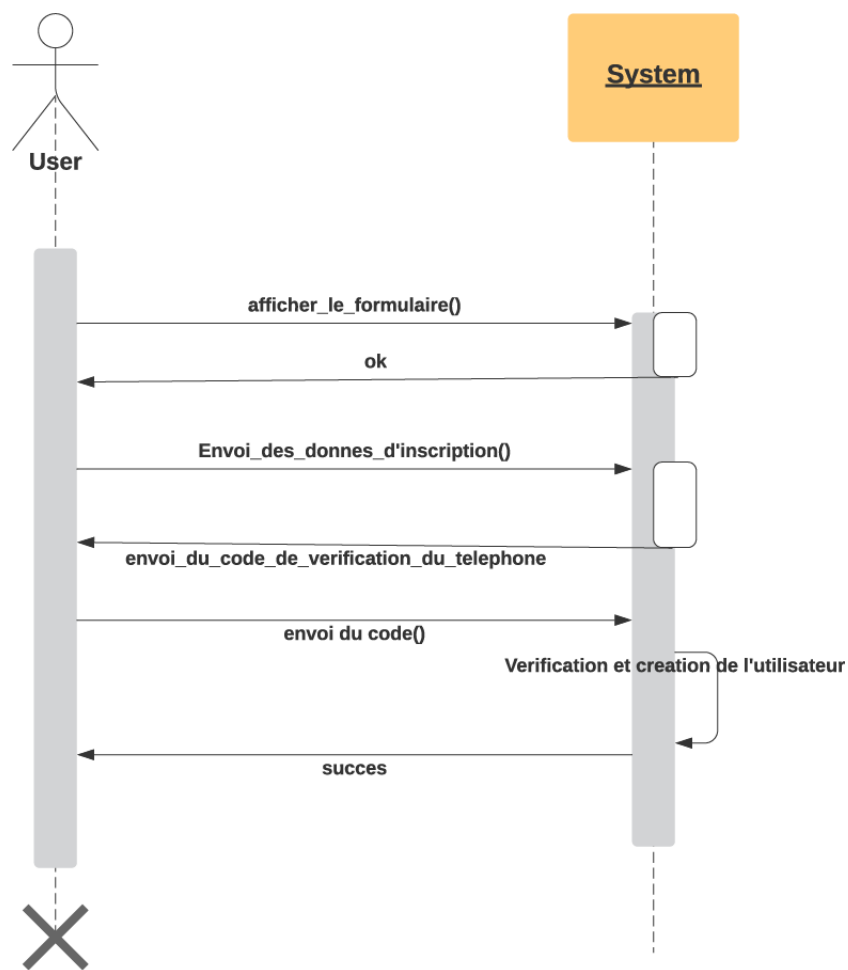 System
User
afficher_le_formulaire()
ok
Envoi_des_donnes_d'inscription()
envoi_du_code_de_verification_du_telephone
envoi du code()
Verification et creation de l'utilisateur
succes